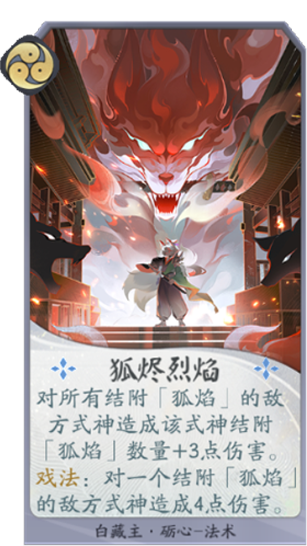 狐烬烈焰
对所有结附「狐焰」的敌
方式神造成该式神结附
「狐焰」数量+3点伤害。
戏法：对一个结附「狐焰」
的敌方式神造成4点伤害。
白藏主·砺心-法术